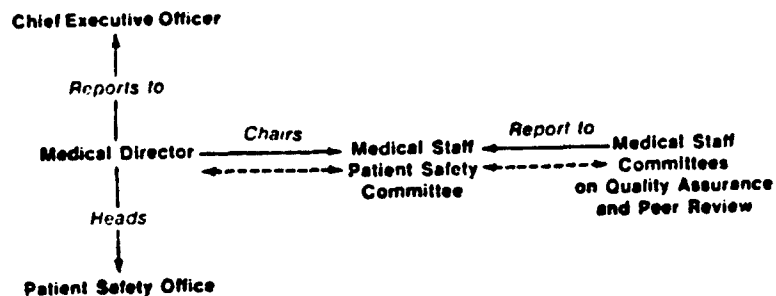 Chief Executive Officer
Reports to
Chairs
Medical Director
Medical Staff
Patient Safety
Committee
Report to
Medical Staff
Committees
on Quality Assurance
and Peer Review
Heads
Patient Safety Office